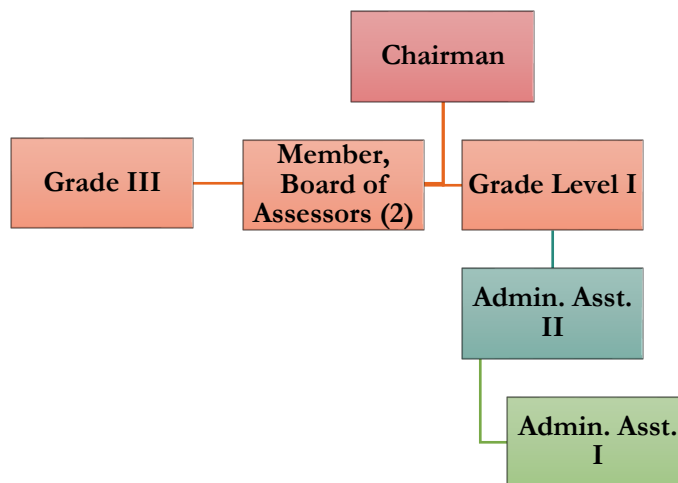 Chairman
Grade III
Member,
Board of
Assessors (2)
Grade Level I
Admin. Asst.
II
Admin. Asst.
I